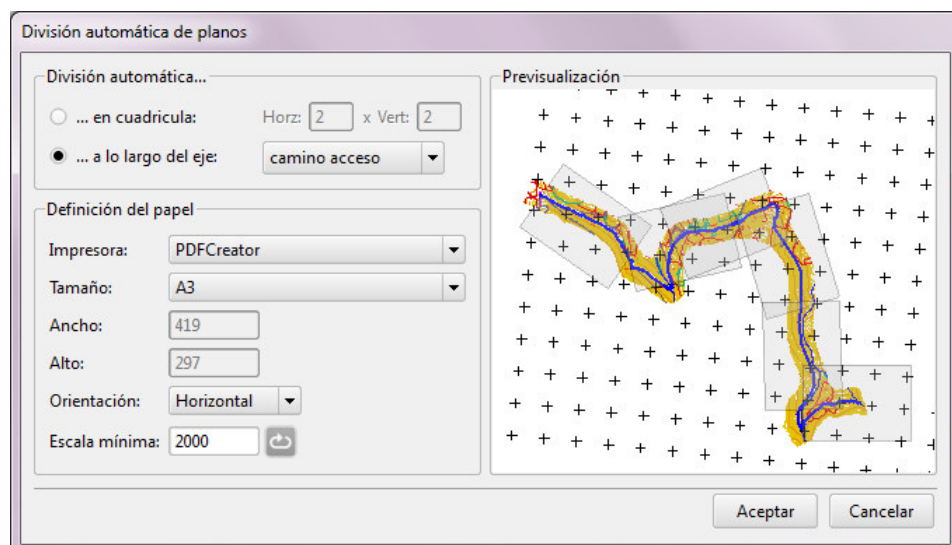 División automática de planos
División automática...
... en cuadricula: Horz: 2 x Vert: 2
... a lo largo del eje: camino acceso
Definición del papel
Impresora: PDFCreator
Tamaño: A3
Ancho: 419
Alto: 297
Orientación: Horizontal
Escala mínima: 2000
Previsualización
Aceptar Cancelar